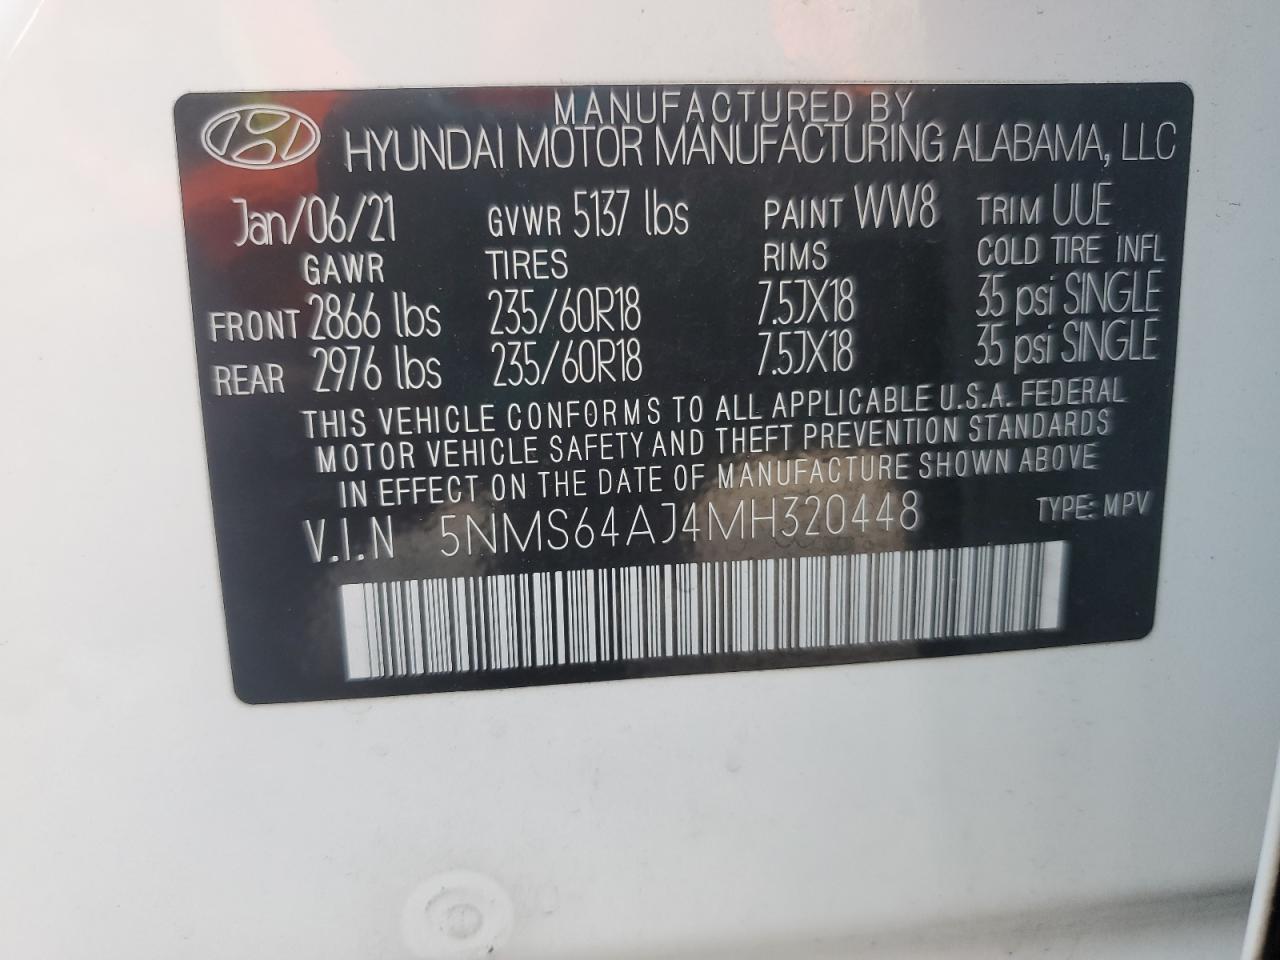 MANUFACTURED BY
HYUNDAI MOTOR MANUFACTURING ALABAMA, LLC
Jan/06/21 GVWR 5137 lbs PAINT WW8 TRIM UUE
GAWR TIRES RIMS COLD TIRE INFL
FRONT 2866 lbs 235/60R18 7.5JX18 35 psi SINGLE
REAR 2976 lbs 235/60R18 7.5JX18 35 psi SINGLE
THIS VEHICLE CONFORMS TO ALL APPLICABLE U.S.A. FEDERAL
MOTOR VEHICLE SAFETY AND THEFT PREVENTION STANDARDS
IN EFFECT ON THE DATE OF MANUFACTURE SHOWN ABOVE
V.I.N 5NMS64AJ4MH320448 TYPE: MPV